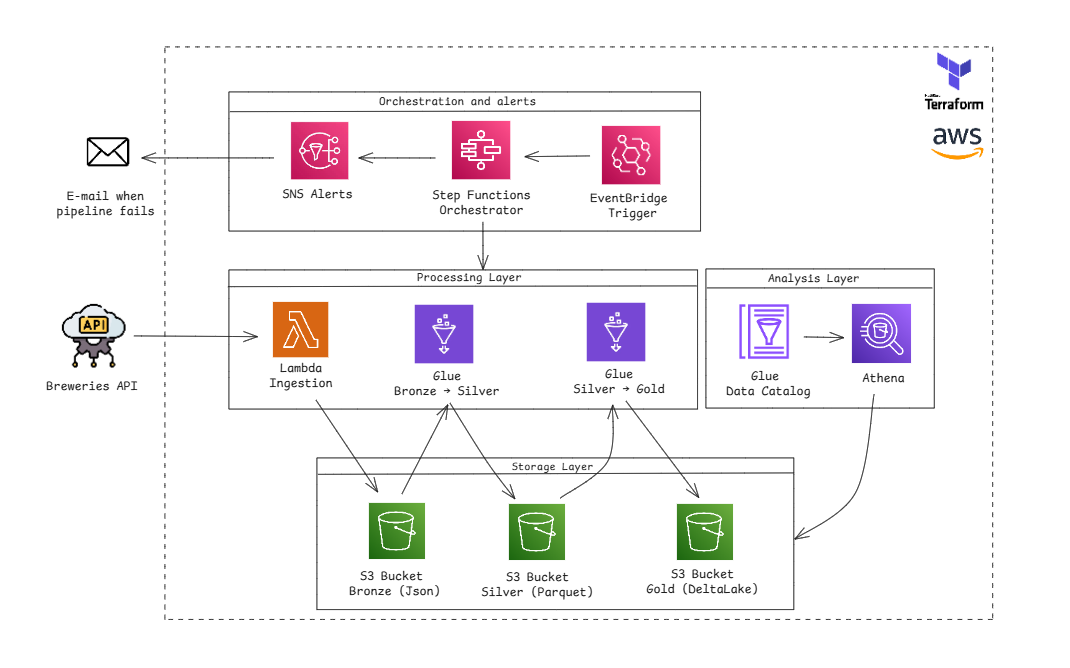 Terraform
aws
Orchestration and alerts
SNS Alerts
Step Functions
Orchestrator
EventBridge
Trigger
E-mail when
pipeline fails
Processing Layer
Analysis Layer
API
Breweries API
Lambda
Ingestion
Glue
Bronze → Silver
Glue
Silver → Gold
Glue
Data Catalog
Athena
Storage Layer
S3 Bucket
Bronze (Json)
S3 Bucket
Silver (Parquet)
S3 Bucket
Gold (DeltaLake)